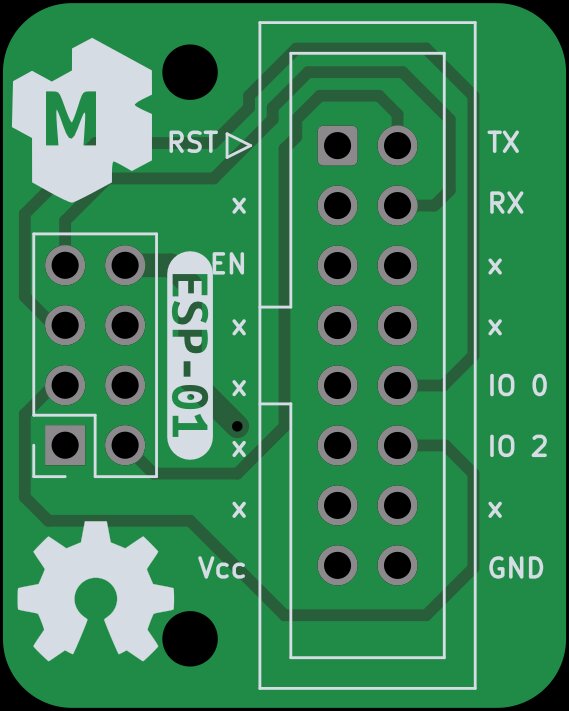 M
RST TX
x RX
EN x
x x
x IO 0
x IO 2
x x
Vcc GND
ESP-01